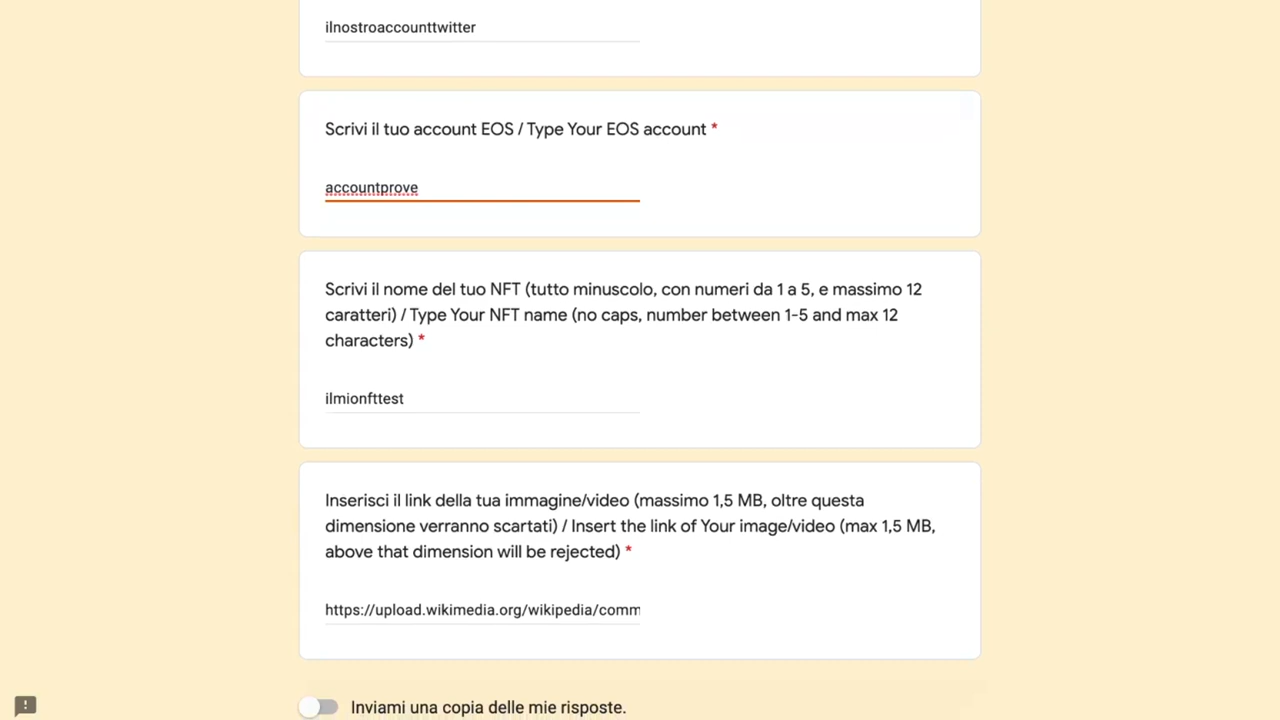 ilnostroaccounttwitter
Scrivi il tuo account EOS / Type Your EOS account *
accountprove
Scrivi il nome del tuo NFT (tutto minuscolo, con numeri da 1 a 5, e massimo 12
caratteri) / Type Your NFT name (no caps, number between 1-5 and max 12
characters) *
ilmionfttest
Inserisci il link della tua immagine/video (massimo 1,5 MB, oltre questa
dimensione verranno scartati) / Insert the link of Your image/video (max 1,5 MB,
above that dimension will be rejected) *
https://upload.wikimedia.org/wikipedia/comm
Inviami una copia delle mie risposte.